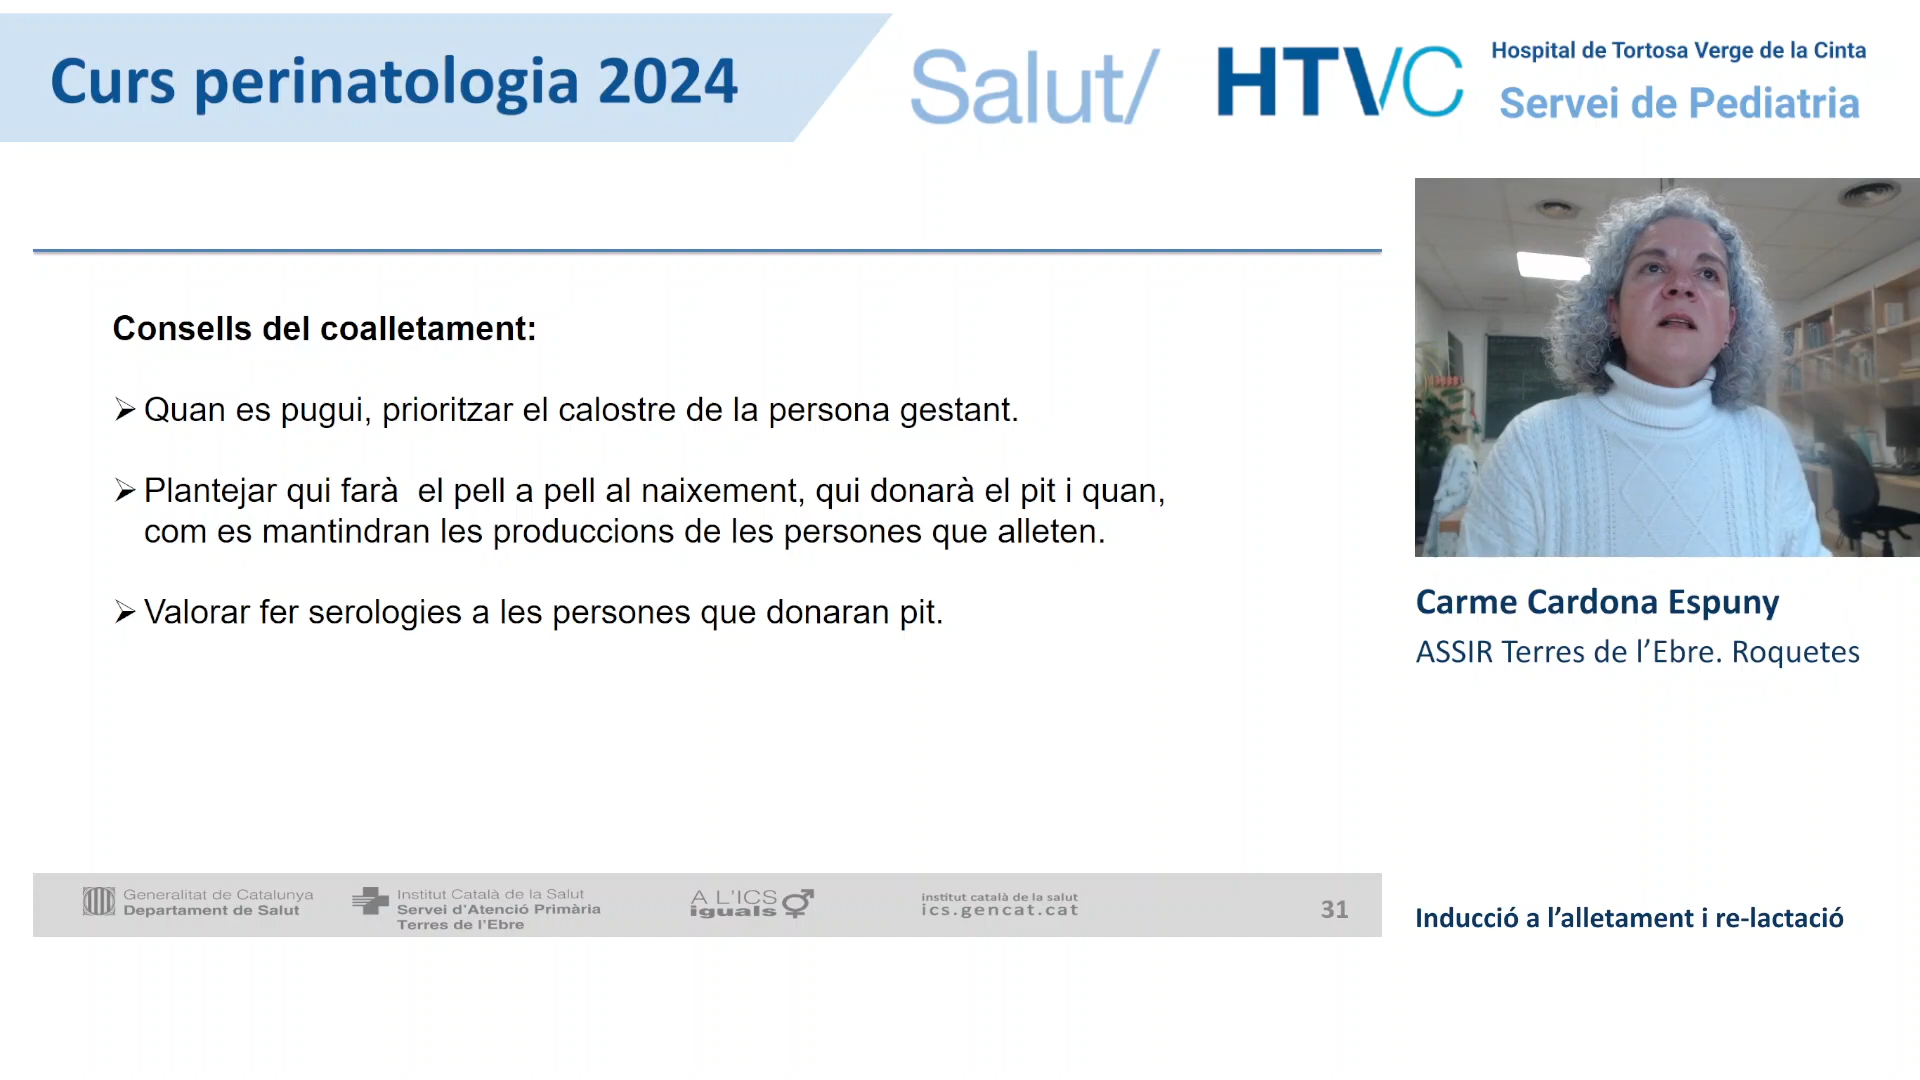 Curs perinatologia 2024
Salut/
HTVC
Hospital de Tortosa Verge de la Cinta
Servei de Pediatria
Consells del coalletament:
➢ Quan es pugui, prioritzar el calostre de la persona gestant.
➢ Plantejar qui farà  el pell a pell al naixement, qui donarà el pit i quan,
com es mantindran les produccions de les persones que alleten.
➢ Valorar fer serologies a les persones que donaran pit.
Carme Cardona Espuny
ASSIR Terres de l’Ebre. Roquetes
Generalitat de Catalunya
Departament de Salut
Institut Català de la Salut
Servei d’Atenció Primària
Terres de l’Ebre
A L'ICS
iguals
institut català de la salut
ics.gencat.cat
31
Inducció a l’alletament i re-lactació